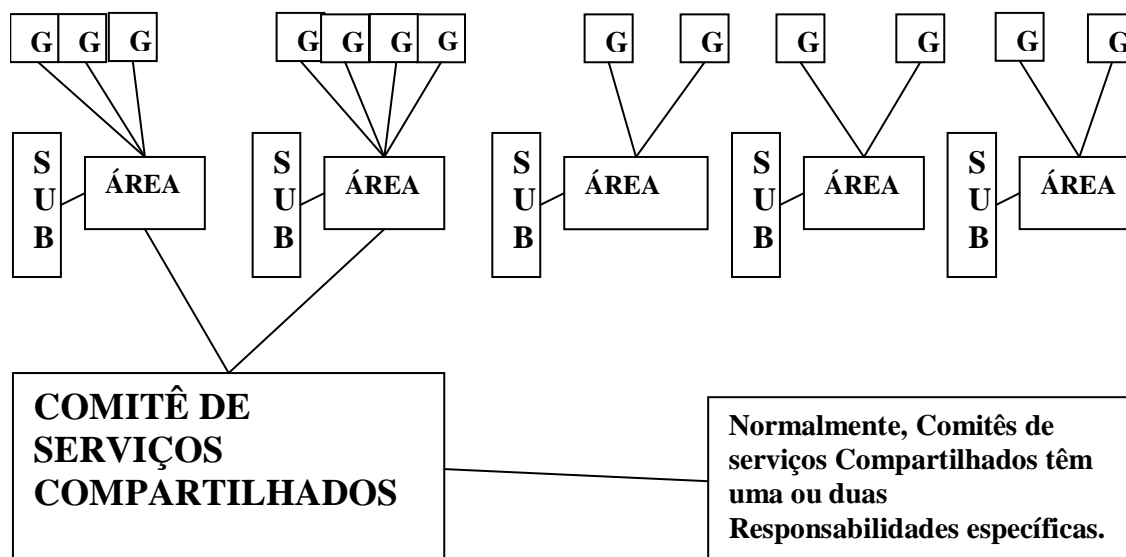 G G G G G G G G G G G G G
S U B ÁREA S U B ÁREA S U B ÁREA S U B ÁREA S U B ÁREA
COMITÊ DE
SERVIÇOS
COMPARTILHADOS
Normalmente, Comitês de
serviços Compartilhados têm
uma ou duas
Responsabilidades específicas.